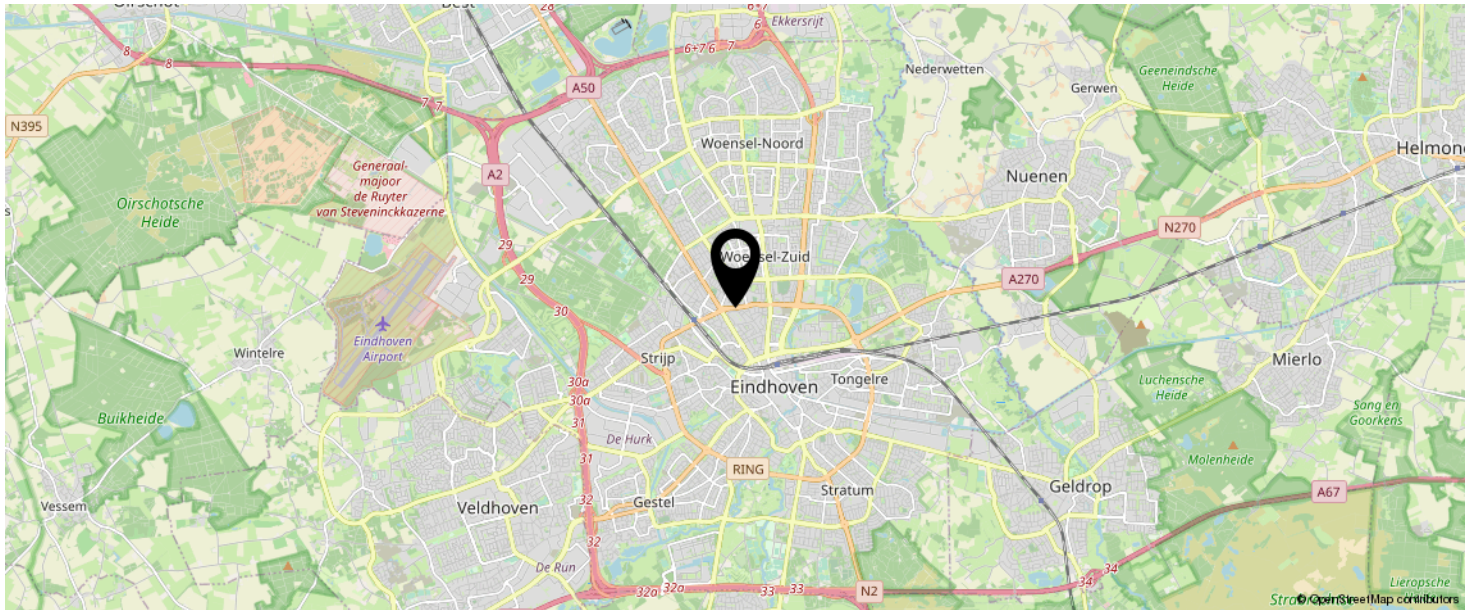 Oirschot
Best
28
6+7
6
Ekkersrijt
8
8
6+7 6
7
A50
7 7
Nederwetten
Geeneindsche
Heide
Gerwen
N395
Woensel-Noord
Helmond
Generaal-
majoor
de Ruyter
van Steveninckkazerne
A2
Nuenen
Oirschotsche
Heide
N270
29
Woensel-Zuid
29
A270
30
Eindhoven
Airport
Wintelre
Strijp
Mierlo
Eindhoven
Tongelre
30a
30a
Luchensche
Heide
Buikheide
31
De Hurk
Sang en
Goorkens
31
RING
Molenheide
32
Gestel
Stratum
Geldrop
A67
Vessem
Veldhoven
32
De Run
32a
32a
33
33
N2
34
34
Lieropsche
© OpenStreetMap contributors